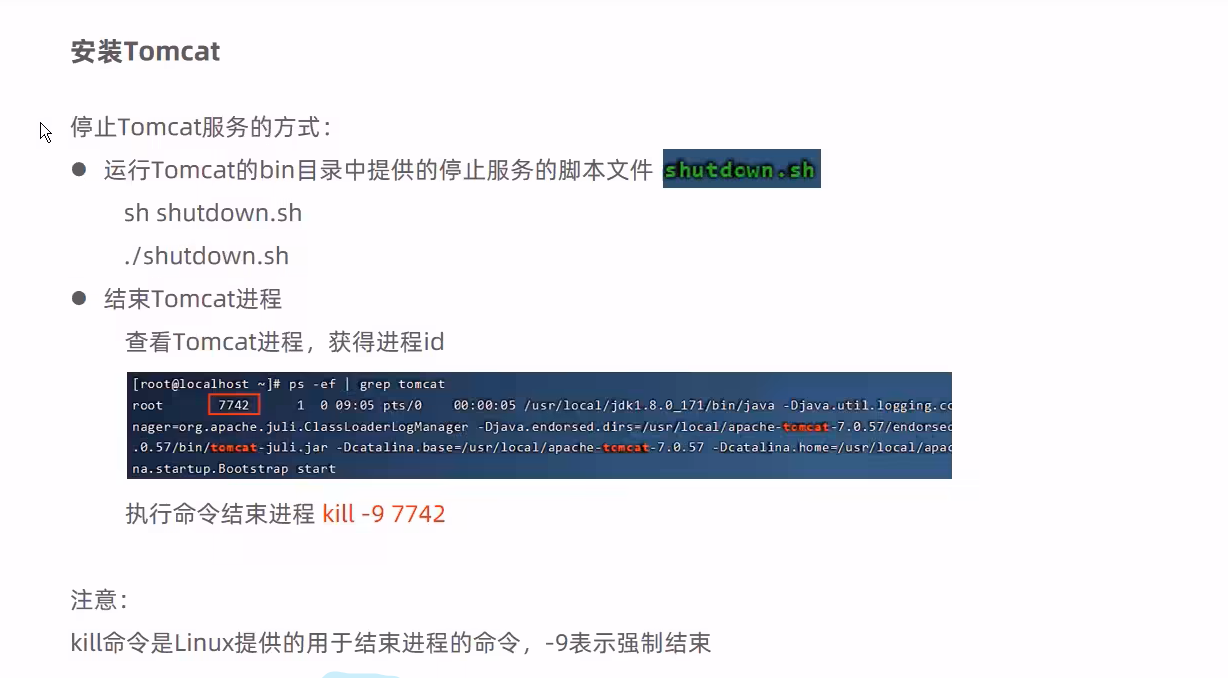 安装Tomcat
停止Tomcat服务的方式：
● 运行Tomcat的bin目录中提供的停止服务的脚本文件 shutdown.sh
sh shutdown.sh
./shutdown.sh
● 结束Tomcat进程
查看Tomcat进程，获得进程id
[root@localhost ~]# ps -ef | grep tomcat
root 7742 1 0 09:05 pts/0 00:00:05 /usr/local/jdk1.8.0_171/bin/java -Djava.util.logging.co
nager=org.apache.juli.ClassLoaderLogManager -Djava.endorsed.dirs=/usr/local/apache-tomcat-7.0.57/endorsed
.0.57/bin/tomcat-juli.jar -Dcatalina.base=/usr/local/apache-tomcat-7.0.57 -Dcatalina.home=/usr/local/apac
na.startup.Bootstrap start
执行命令结束进程 kill -9 7742
注意：
kill命令是Linux提供的用于结束进程的命令，-9表示强制结束